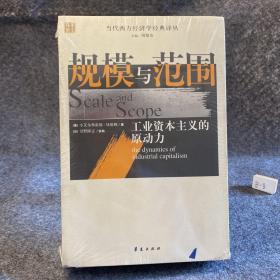 当代西方经济学经典译丛
规模与范围
Scale and
Scope
工业资本主义的
原动力
the dynamics of
industrial capitalism
华夏出版社